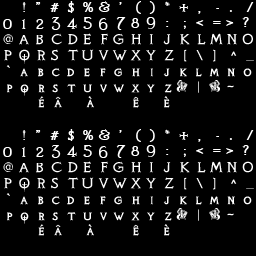 ! " # $ % & ' ( ) * + , - . /
0 1 2 3 4 5 6 7 8 9 : ; < = > ?
@ A B C D E F G H I J K L M N O
P Q R S T U V W X Y Z [ \ ] ^ _
` A B C D E F G H I J K L M N O
P Q R S T U V W X Y Z | ~
É Â À Ê È
! " # $ % & ' ( ) * + , - . /
0 1 2 3 4 5 6 7 8 9 : ; < = > ?
@ A B C D E F G H I J K L M N O
P Q R S T U V W X Y Z [ \ ] ^ _
` A B C D E F G H I J K L M N O
P Q R S T U V W X Y Z | ~
É Â À Ê È